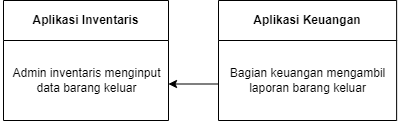 Aplikasi Inventaris
Admin inventaris menginput
data barang keluar
Aplikasi Keuangan
Bagian keuangan mengambil
laporan barang keluar